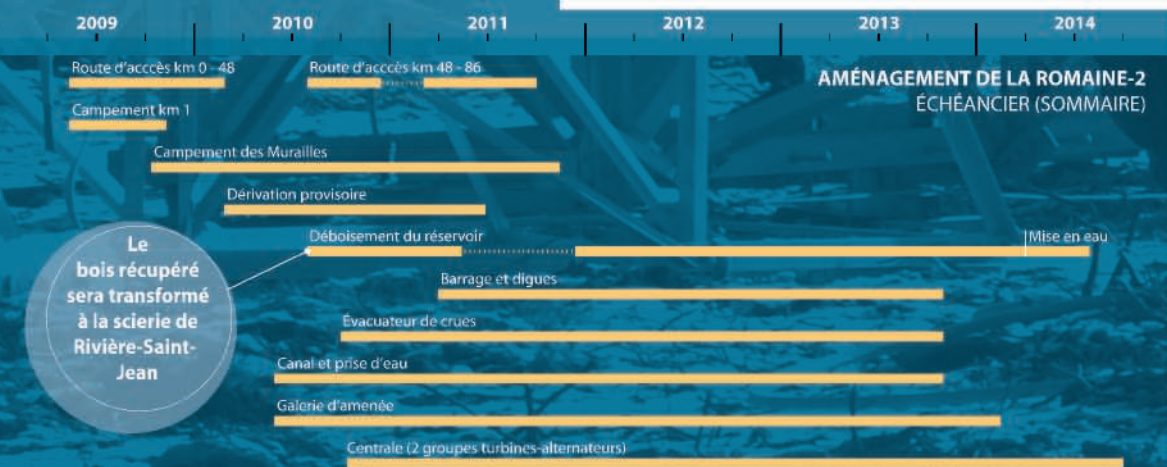 2009 2010 2011 2012 2013 2014
Route d'acccès km 0 - 48 Route d'acccès km 48 - 86
AMÉNAGEMENT DE LA ROMAINE-2
ÉCHÉANCIER (SOMMAIRE)
Campement km 1
Campement des Murailles
Dérivation provisoire
Déboisement du réservoir Mise en eau
Le
bois récupéré
sera transformé
à la scierie de
Rivière-Saint-
Jean
Barrage et digues
Évacuateur de crues
Canal et prise d'eau
Galerie d'amenée
Centrale (2 groupes turbines-alternateurs)